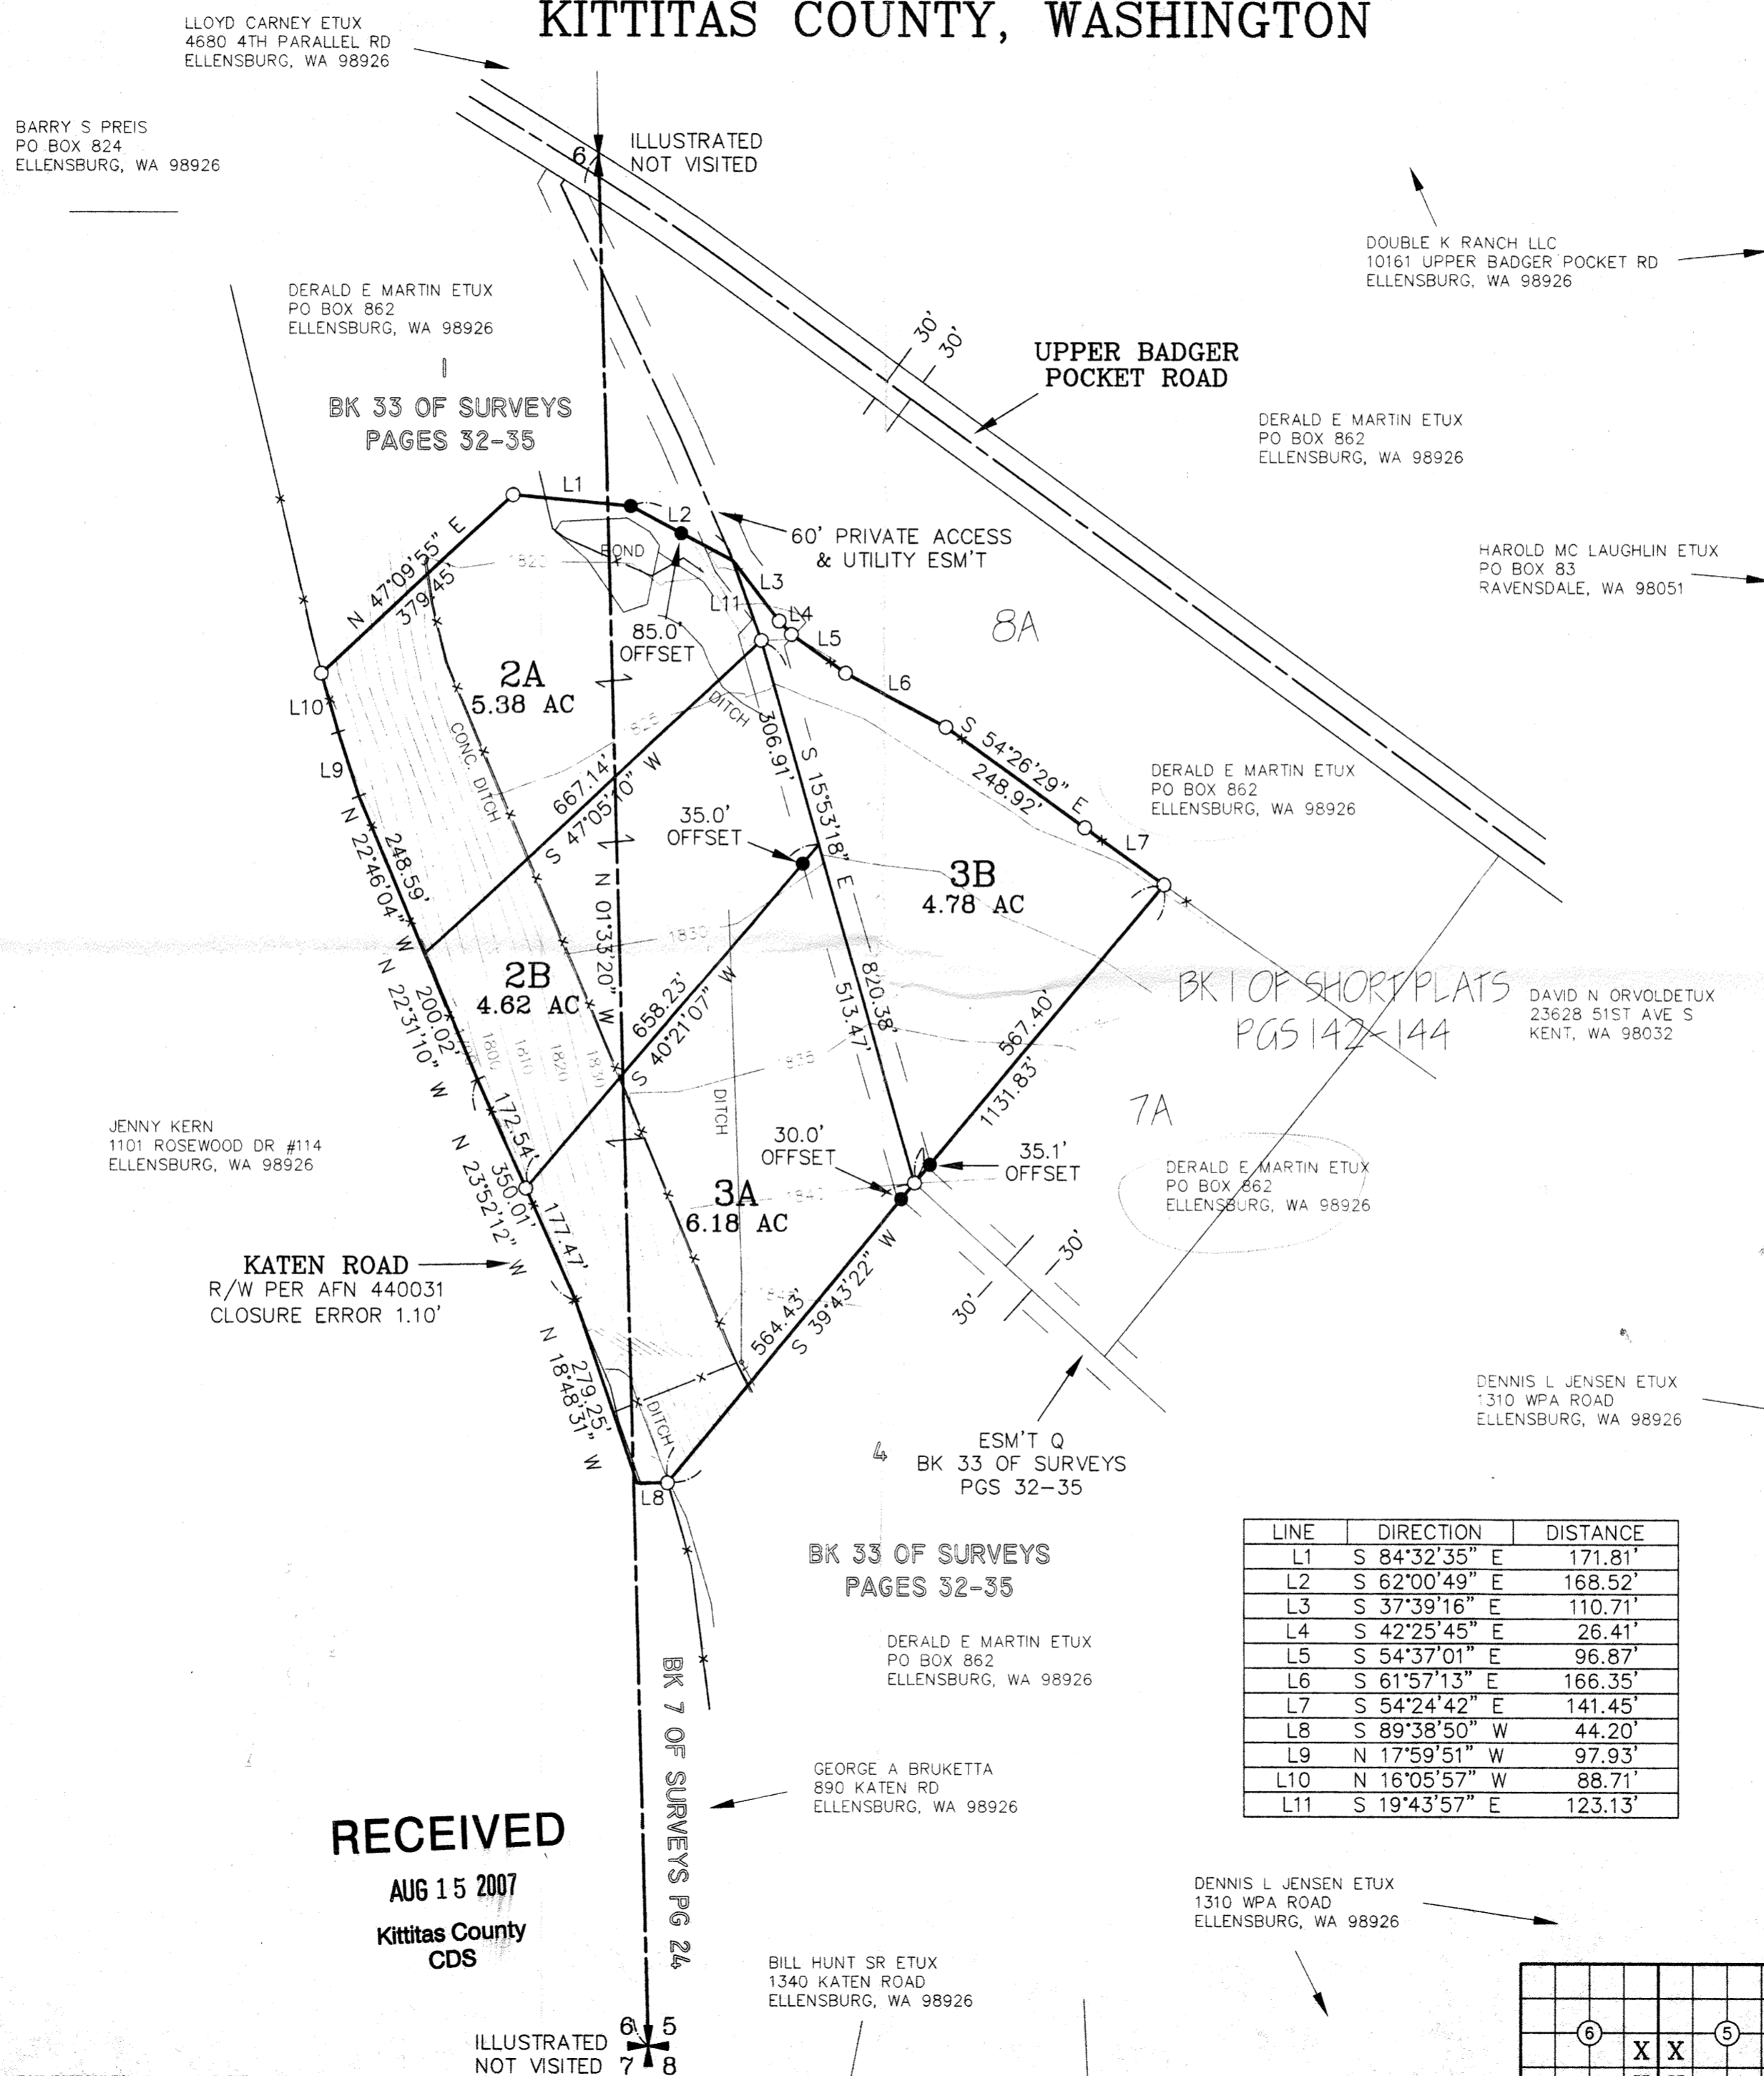 KITTITAS COUNTY, WASHINGTON
LLOYD CARNEY ETUX
4680 4TH PARALLEL RD
ELLENSBURG, WA 98926
BARRY S PREIS
PO BOX 824
ELLENSBURG, WA 98926
6
ILLUSTRATED
NOT VISITED
DOUBLE K RANCH LLC
10161 UPPER BADGER POCKET RD
ELLENSBURG, WA 98926
DERALD E MARTIN ETUX
PO BOX 862
ELLENSBURG, WA 98926
1
BK 33 OF SURVEYS
PAGES 32-35
30'
30'
UPPER BADGER
POCKET ROAD
DERALD E MARTIN ETUX
PO BOX 862
ELLENSBURG, WA 98926
L1
L2
60' PRIVATE ACCESS
& UTILITY ESM'T
HAROLD MC LAUGHLIN ETUX
PO BOX 83
RAVENSDALE, WA 98051
N 47°09'55" E
379.45'
POND
1820
L3
L11
L4
L5
85.0'
OFFSET
8A
2A
5.38 AC
L6
L10
DITCH
825
306.91'
S 15°53'18" E
S 54°26'29" E
248.92'
L9
CONC. DITCH
667.14'
S 47°05'10" W
DERALD E MARTIN ETUX
PO BOX 862
ELLENSBURG, WA 98926
35.0'
OFFSET
L7
N 22°46'04" W
248.59'
3B
4.78 AC
N 01°33'20" W
1830
2B
4.62 AC
820.38'
513.47'
BK 1 OF SHORT PLATS
PGS 142-144
DAVID N ORVOLDETUX
23628 51ST AVE S
KENT, WA 98032
N 22°31'10" W
200.02'
658.23'
S 40°21'07" W
567.40'
1131.83'
1800
1810
1820
1830
1835
DITCH
7A
JENNY KERN
1101 ROSEWOOD DR #114
ELLENSBURG, WA 98926
172.54'
350.01'
N 23°52'12" W
177.47'
30.0'
OFFSET
35.1'
OFFSET
DERALD E MARTIN ETUX
PO BOX 862
ELLENSBURG, WA 98926
3A
6.18 AC
1840
KATEN ROAD
R/W PER AFN 440031
CLOSURE ERROR 1.10'
30'
30'
564.43'
S 39°43'22" W
279.25'
N 18°48'31" W
DITCH
L8
4
ESM'T Q
BK 33 OF SURVEYS
PGS 32-35
DENNIS L JENSEN ETUX
1310 WPA ROAD
ELLENSBURG, WA 98926
BK 33 OF SURVEYS
PAGES 32-35
LINE DIRECTION DISTANCE
L1 S 84°32'35" E 171.81'
L2 S 62°00'49" E 168.52'
L3 S 37°39'16" E 110.71'
L4 S 42°25'45" E 26.41'
L5 S 54°37'01" E 96.87'
L6 S 61°57'13" E 166.35'
L7 S 54°24'42" E 141.45'
L8 S 89°38'50" W 44.20'
L9 N 17°59'51" W 97.93'
L10 N 16°05'57" W 88.71'
L11 S 19°43'57" E 123.13'
DERALD E MARTIN ETUX
PO BOX 862
ELLENSBURG, WA 98926
BK 7 OF SURVEYS PG 24
GEORGE A BRUKETTA
890 KATEN RD
ELLENSBURG, WA 98926
RECEIVED
AUG 15 2007
Kittitas County
CDS
DENNIS L JENSEN ETUX
1310 WPA ROAD
ELLENSBURG, WA 98926
BILL HUNT SR ETUX
1340 KATEN ROAD
ELLENSBURG, WA 98926
ILLUSTRATED
NOT VISITED
6 5
7 8
6 5
X X